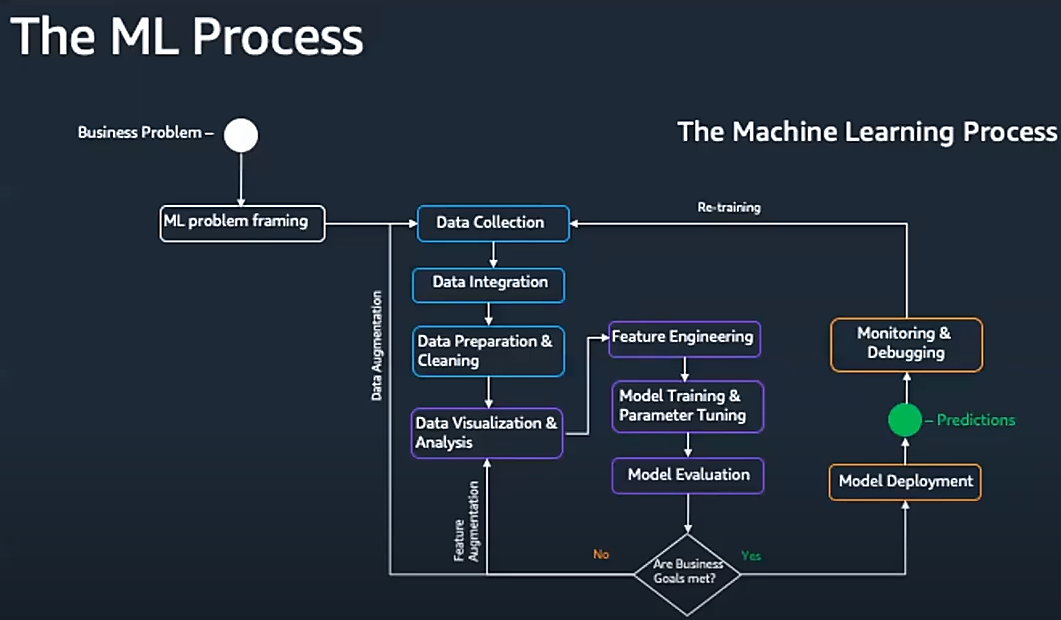 The ML Process
Business Problem –
The Machine Learning Process
ML problem framing
Data Collection
Re-training
Data Integration
Data Augmentation
Data Preparation &
Cleaning
Data Visualization &
Analysis
Feature
Augmentation
Feature Engineering
Model Training &
Parameter Tuning
Model Evaluation
Are Business
Goals met?
No
Yes
Monitoring &
Debugging
– Predictions
Model Deployment